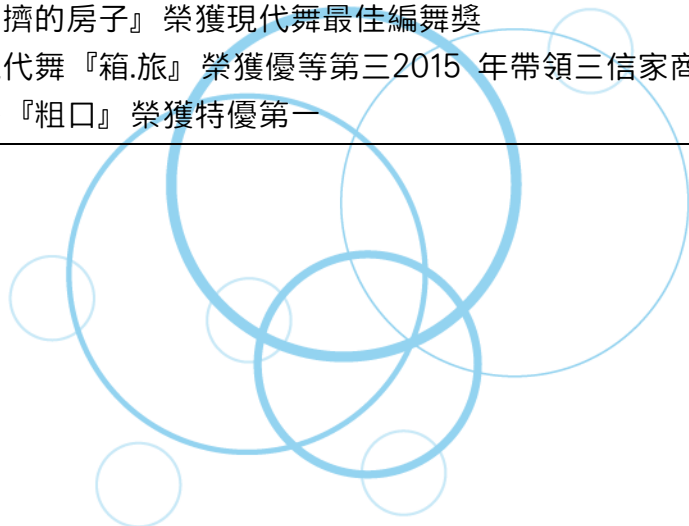 擠的房子』榮獲現代舞最佳編舞獎
代舞『箱.旅』榮獲優等第三2015 年帶領三信家商
『粗口』榮獲特優第一